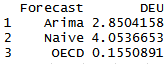 Forecast DEU
1 Arima 2.8504158
2 Naive 4.0536653
3 OECD 0.1550891